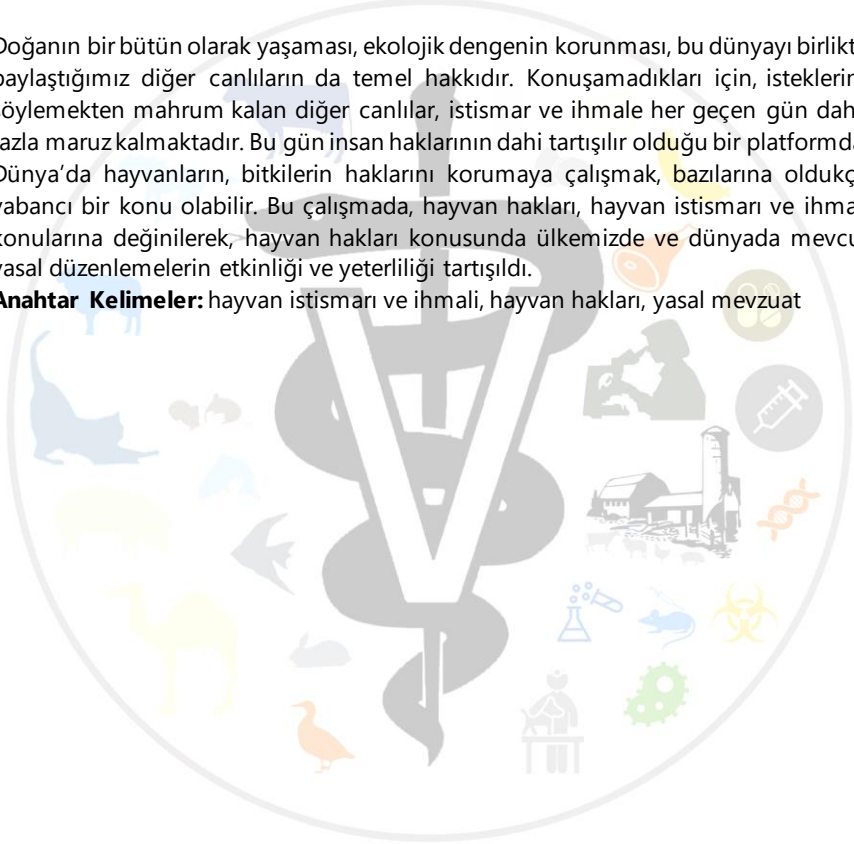 Doğanın bir bütün olarak yaşaması, ekolojik dengenin korunması, bu dünyayı birlikt
paylaştığımız diğer canlıların da temel hakkıdır. Konuşamadıkları için, isteklerin
söylemekten mahrum kalan diğer canlılar, istismar ve ihmale her geçen gün dah
fazla maruz kalmaktadır. Bu gün insan haklarının dahi tartışılır olduğu bir platformda
Dünya’da hayvanların, bitkilerin haklarını korumaya çalışmak, bazılarına oldukç
yabancı bir konu olabilir. Bu çalışmada, hayvan hakları, hayvan istismarı ve ihma
konularına değinilerek, hayvan hakları konusunda ülkemizde ve dünyada mevcu
yasal düzenlemelerin etkinliği ve yeterliliği tartışıldı.
Anahtar Kelimeler: hayvan istismarı ve ihmali, hayvan hakları, yasal mevzuat